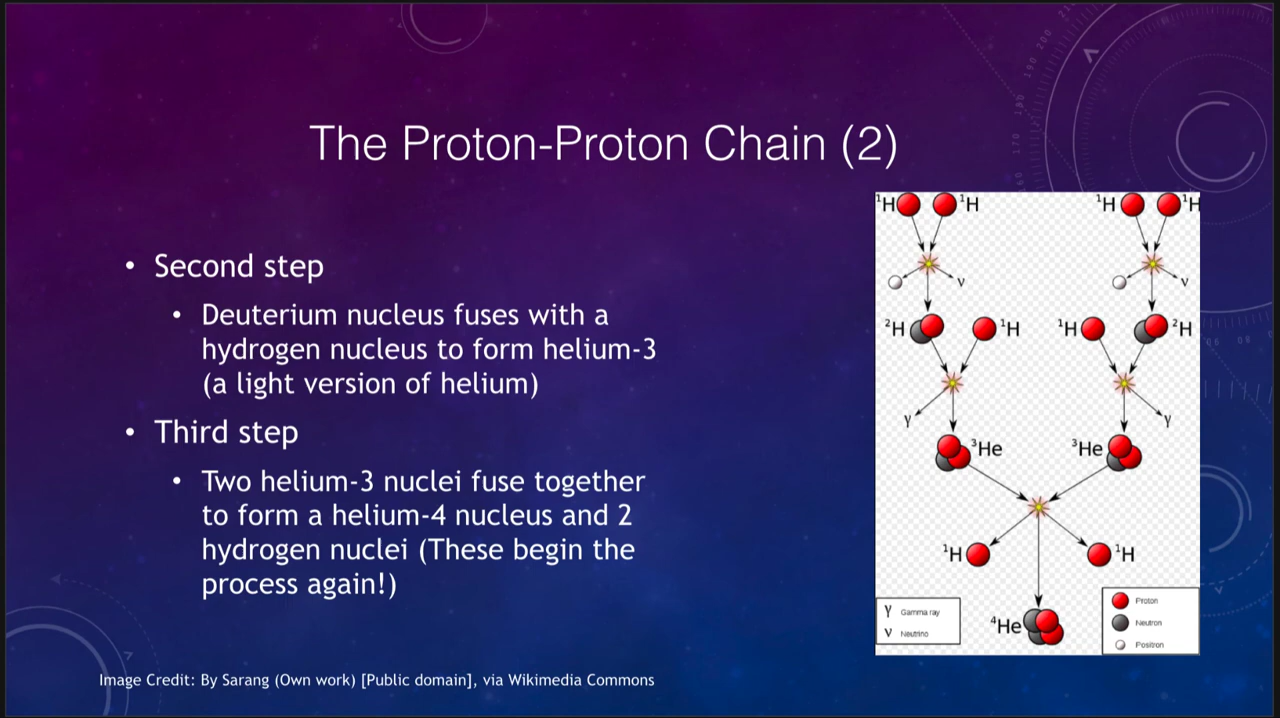 The Proton-Proton Chain (2)
• Second step
• Deuterium nucleus fuses with a
hydrogen nucleus to form helium-3
(a light version of helium)
• Third step
• Two helium-3 nuclei fuse together
to form a helium-4 nucleus and 2
hydrogen nuclei (These begin the
process again!)
¹H ¹H ¹H ¹H
ν ν
²H ¹H ¹H ²H
γ γ
³He ³He
¹H ¹H
⁴He
γ Gamma ray
ν Neutrino
Proton
Neutron
Positron
Image Credit: By Sarang (Own work) [Public domain], via Wikimedia Commons